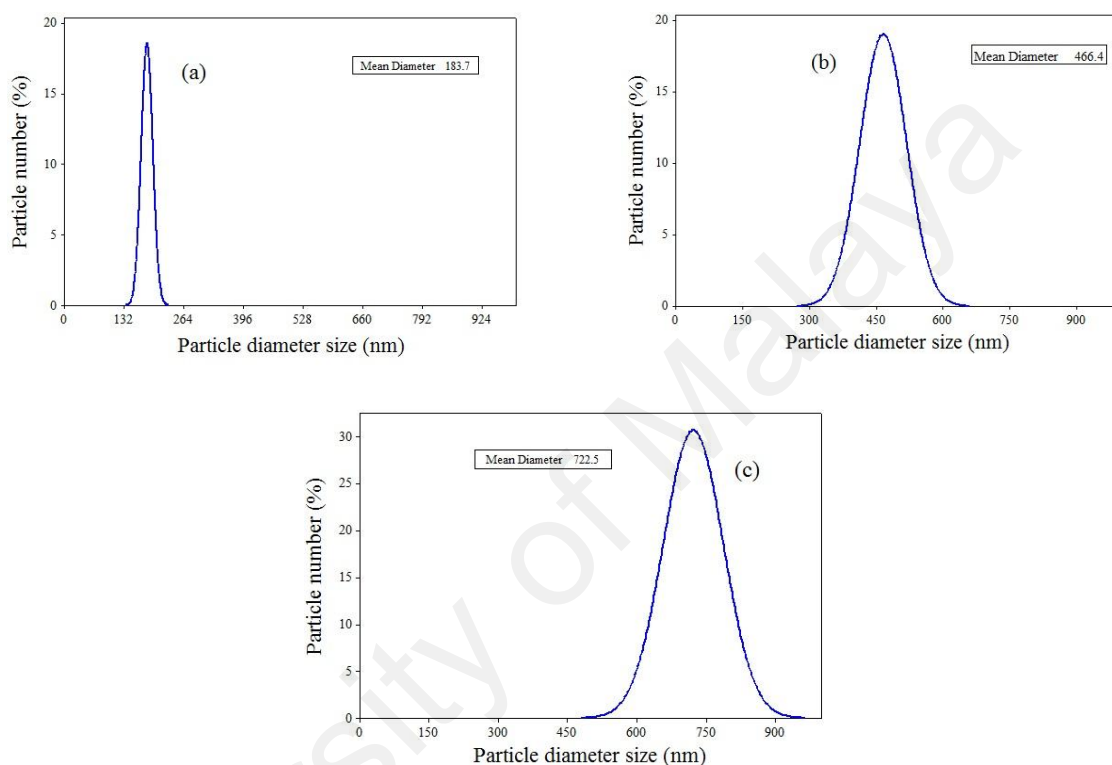 20
15
10
5
0
Particle number (%)
(a)
Mean Diameter 183.7
0 132 264 396 528 660 792 924
Particle diameter size (nm)
20
15
10
5
0
Particle number (%)
(b)
Mean Diameter 466.4
0 150 300 450 600 750 900
Particle diameter size (nm)
30
25
20
15
10
5
0
Particle number (%)
Mean Diameter 722.5
(c)
0 150 300 450 600 750 900
Particle diameter size (nm)
rsity of Malaya